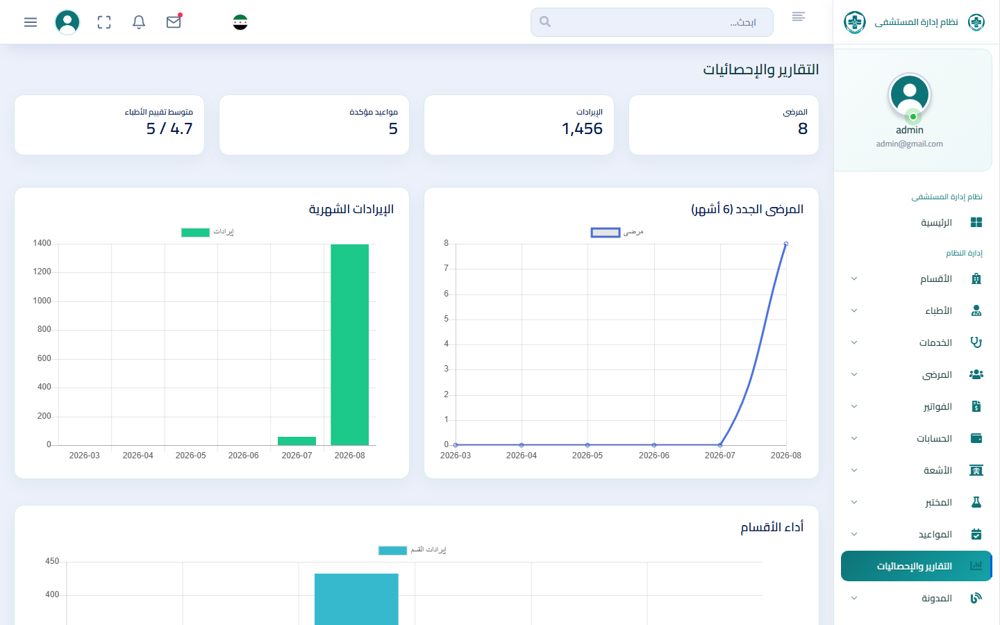 نظام إدارة المستشفى
ابحث...
admin
admin@gmail.com
نظام إدارة المستشفى
الرئيسية
إدارة النظام
الأقسام
الأطباء
الخدمات
المرضى
الفواتير
الحسابات
الأشعة
المختبر
المواعيد
التقارير والإحصائيات
المدونة
التقارير والإحصائيات
المرضى
8
الإيرادات
1,456
مواعيد مؤكدة
5
متوسط تقييم الأطباء
5 / 4.7
المرضى الجدد (6 أشهر)
مرضى
8
7
6
5
4
3
2
1
0
2026-03 2026-04 2026-05 2026-06 2026-07 2026-08
الإيرادات الشهرية
إيرادات
1400
1200
1000
800
600
400
200
0
2026-03 2026-04 2026-05 2026-06 2026-07 2026-08
أداء الأقسام
إيرادات القسم
450
400